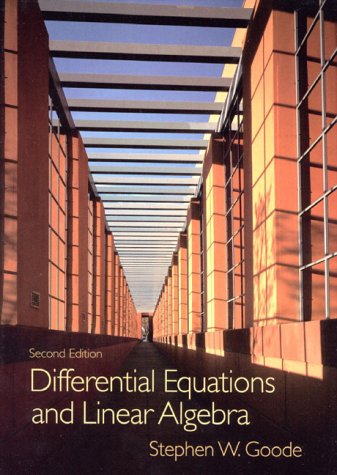 Second Edition
Differential Equations
and Linear Algebra
Stephen W. Goode